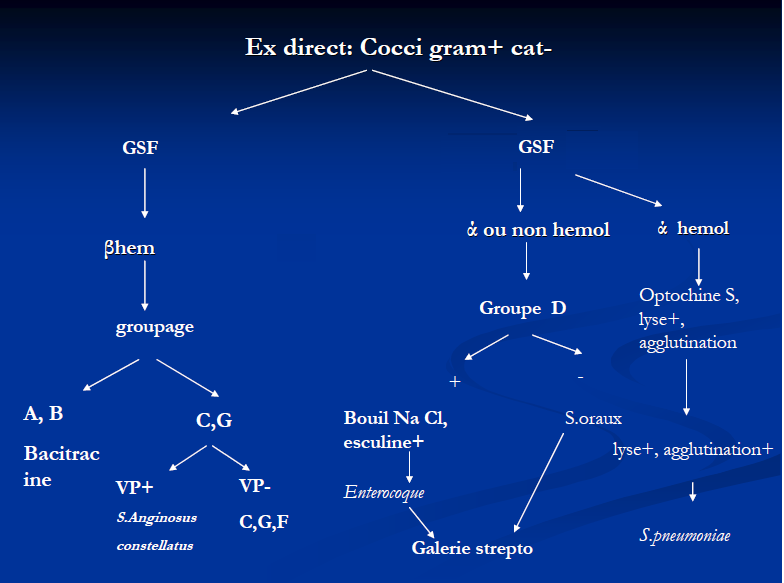 Ex direct: Cocci gram+ cat-
GSF
GSF
βhem
ἀ ou non hemol
ἀ hemol
groupage
Groupe D
Optochine S,
lyse+,
agglutination
+
-
A, B
C,G
Bouil Na Cl,
esculine+
S.oraux
Bacitrac
ine
lyse+, agglutination+
VP+
VP-
Enterocoque
S.Anginosus
constellatus
C,G,F
Galerie strepto
S.pneumoniae